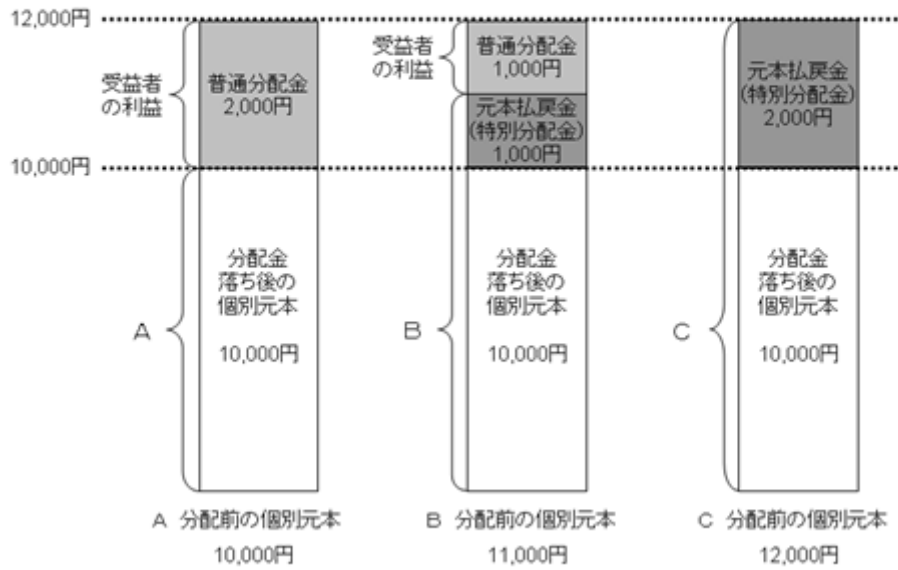 12,000円
受益者
の利益
普通分配金
2,000円
10,000円
分配金
落ち後の
個別元本
10,000円
A
A 分配前の個別元本
10,000円
受益者
の利益
普通分配金
1,000円
元本払戻金
(特別分配金)
1,000円
分配金
落ち後の
個別元本
10,000円
B
B 分配前の個別元本
11,000円
元本払戻金
(特別分配金)
2,000円
分配金
落ち後の
個別元本
10,000円
C
C 分配前の個別元本
12,000円